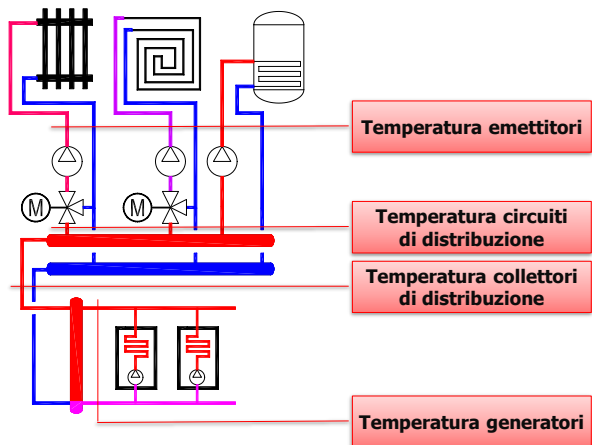 Temperatura emettitori
M
M
Temperatura circuiti
di distribuzione
Temperatura collettori
di distribuzione
Temperatura generatori